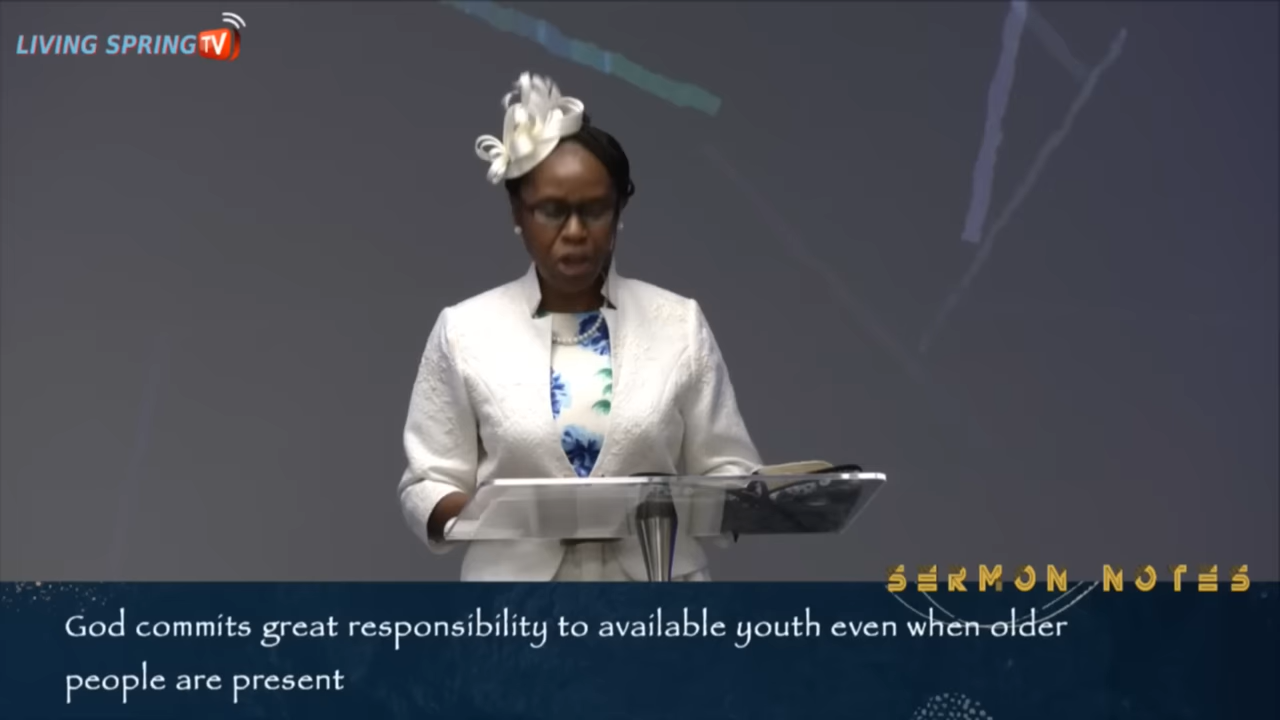 LIVING SPRING TV
SERMON NOTES
God commits great responsibility to available youth even when older
people are present